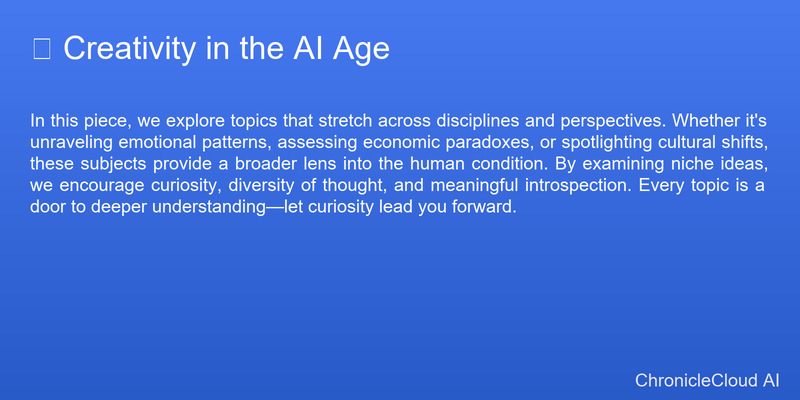 Creativity in the AI Age
In this piece, we explore topics that stretch across disciplines and perspectives. Whether it's
unraveling emotional patterns, assessing economic paradoxes, or spotlighting cultural shifts,
these subjects provide a broader lens into the human condition. By examining niche ideas,
we encourage curiosity, diversity of thought, and meaningful introspection. Every topic is a
door to deeper understanding—let curiosity lead you forward.
ChronicleCloud AI